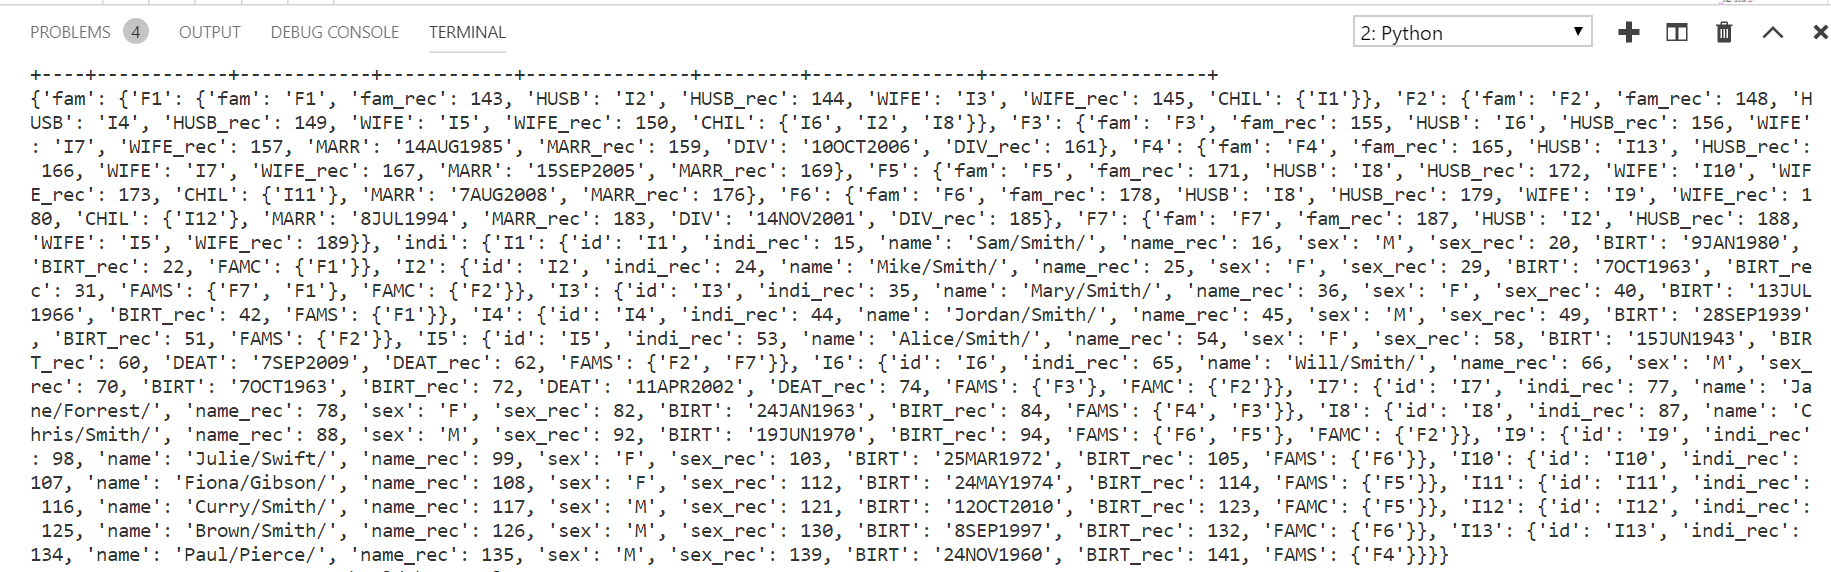 PROBLEMS 4 OUTPUT DEBUG CONSOLE TERMINAL 2: Python
+----+------------+------------+------------+---------------+---------+---------------+--------------------+
{'fam': {'F1': {'fam': 'F1', 'fam_rec': 143, 'HUSB': 'I2', 'HUSB_rec': 144, 'WIFE': 'I3', 'WIFE_rec': 145, 'CHIL': {'I1'}}, 'F2': {'fam': 'F2', 'fam_rec': 148, 'H
USB': 'I4', 'HUSB_rec': 149, 'WIFE': 'I5', 'WIFE_rec': 150, 'CHIL': {'I6', 'I2', 'I8'}}, 'F3': {'fam': 'F3', 'fam_rec': 155, 'HUSB': 'I6', 'HUSB_rec': 156, 'WIFE'
: 'I7', 'WIFE_rec': 157, 'MARR': '14AUG1985', 'MARR_rec': 159, 'DIV': '10OCT2006', 'DIV_rec': 161}, 'F4': {'fam': 'F4', 'fam_rec': 165, 'HUSB': 'I13', 'HUSB_rec':
 166, 'WIFE': 'I7', 'WIFE_rec': 167, 'MARR': '15SEP2005', 'MARR_rec': 169}, 'F5': {'fam': 'F5', 'fam_rec': 171, 'HUSB': 'I8', 'HUSB_rec': 172, 'WIFE': 'I10', 'WIF
E_rec': 173, 'CHIL': {'I11'}, 'MARR': '7AUG2008', 'MARR_rec': 176}, 'F6': {'fam': 'F6', 'fam_rec': 178, 'HUSB': 'I8', 'HUSB_rec': 179, 'WIFE': 'I9', 'WIFE_rec': 1
80, 'CHIL': {'I12'}, 'MARR': '8JUL1994', 'MARR_rec': 183, 'DIV': '14NOV2001', 'DIV_rec': 185}, 'F7': {'fam': 'F7', 'fam_rec': 187, 'HUSB': 'I2', 'HUSB_rec': 188, 
'WIFE': 'I5', 'WIFE_rec': 189}}, 'indi': {'I1': {'id': 'I1', 'indi_rec': 15, 'name': 'Sam/Smith/', 'name_rec': 16, 'sex': 'M', 'sex_rec': 20, 'BIRT': '9JAN1980', 
'BIRT_rec': 22, 'FAMC': {'F1'}}, 'I2': {'id': 'I2', 'indi_rec': 24, 'name': 'Mike/Smith/', 'name_rec': 25, 'sex': 'F', 'sex_rec': 29, 'BIRT': '7OCT1963', 'BIRT_re
c': 31, 'FAMS': {'F7', 'F1'}, 'FAMC': {'F2'}}, 'I3': {'id': 'I3', 'indi_rec': 35, 'name': 'Mary/Smith/', 'name_rec': 36, 'sex': 'F', 'sex_rec': 40, 'BIRT': '13JUL
1966', 'BIRT_rec': 42, 'FAMS': {'F1'}}, 'I4': {'id': 'I4', 'indi_rec': 44, 'name': 'Jordan/Smith/', 'name_rec': 45, 'sex': 'M', 'sex_rec': 49, 'BIRT': '28SEP1939'
, 'BIRT_rec': 51, 'FAMS': {'F2'}}, 'I5': {'id': 'I5', 'indi_rec': 53, 'name': 'Alice/Smith/', 'name_rec': 54, 'sex': 'F', 'sex_rec': 58, 'BIRT': '15JUN1943', 'BIR
T_rec': 60, 'DEAT': '7SEP2009', 'DEAT_rec': 62, 'FAMS': {'F2', 'F7'}}, 'I6': {'id': 'I6', 'indi_rec': 65, 'name': 'Will/Smith/', 'name_rec': 66, 'sex': 'M', 'sex_
rec': 70, 'BIRT': '7OCT1963', 'BIRT_rec': 72, 'DEAT': '11APR2002', 'DEAT_rec': 74, 'FAMS': {'F3'}, 'FAMC': {'F2'}}, 'I7': {'id': 'I7', 'indi_rec': 77, 'name': 'Ja
ne/Forrest/', 'name_rec': 78, 'sex': 'F', 'sex_rec': 82, 'BIRT': '24JAN1963', 'BIRT_rec': 84, 'FAMS': {'F4', 'F3'}}, 'I8': {'id': 'I8', 'indi_rec': 87, 'name': 'C
hris/Smith/', 'name_rec': 88, 'sex': 'M', 'sex_rec': 92, 'BIRT': '19JUN1970', 'BIRT_rec': 94, 'FAMS': {'F6', 'F5'}, 'FAMC': {'F2'}}, 'I9': {'id': 'I9', 'indi_rec'
: 98, 'name': 'Julie/Swift/', 'name_rec': 99, 'sex': 'F', 'sex_rec': 103, 'BIRT': '25MAR1972', 'BIRT_rec': 105, 'FAMS': {'F6'}}, 'I10': {'id': 'I10', 'indi_rec': 
107, 'name': 'Fiona/Gibson/', 'name_rec': 108, 'sex': 'F', 'sex_rec': 112, 'BIRT': '24MAY1974', 'BIRT_rec': 114, 'FAMS': {'F5'}}, 'I11': {'id': 'I11', 'indi_rec':
 116, 'name': 'Curry/Smith/', 'name_rec': 117, 'sex': 'M', 'sex_rec': 121, 'BIRT': '12OCT2010', 'BIRT_rec': 123, 'FAMC': {'F5'}}, 'I12': {'id': 'I12', 'indi_rec':
 125, 'name': 'Brown/Smith/', 'name_rec': 126, 'sex': 'M', 'sex_rec': 130, 'BIRT': '8SEP1997', 'BIRT_rec': 132, 'FAMC': {'F6'}}, 'I13': {'id': 'I13', 'indi_rec': 
134, 'name': 'Paul/Pierce/', 'name_rec': 135, 'sex': 'M', 'sex_rec': 139, 'BIRT': '24NOV1960', 'BIRT_rec': 141, 'FAMS': {'F4'}}}}